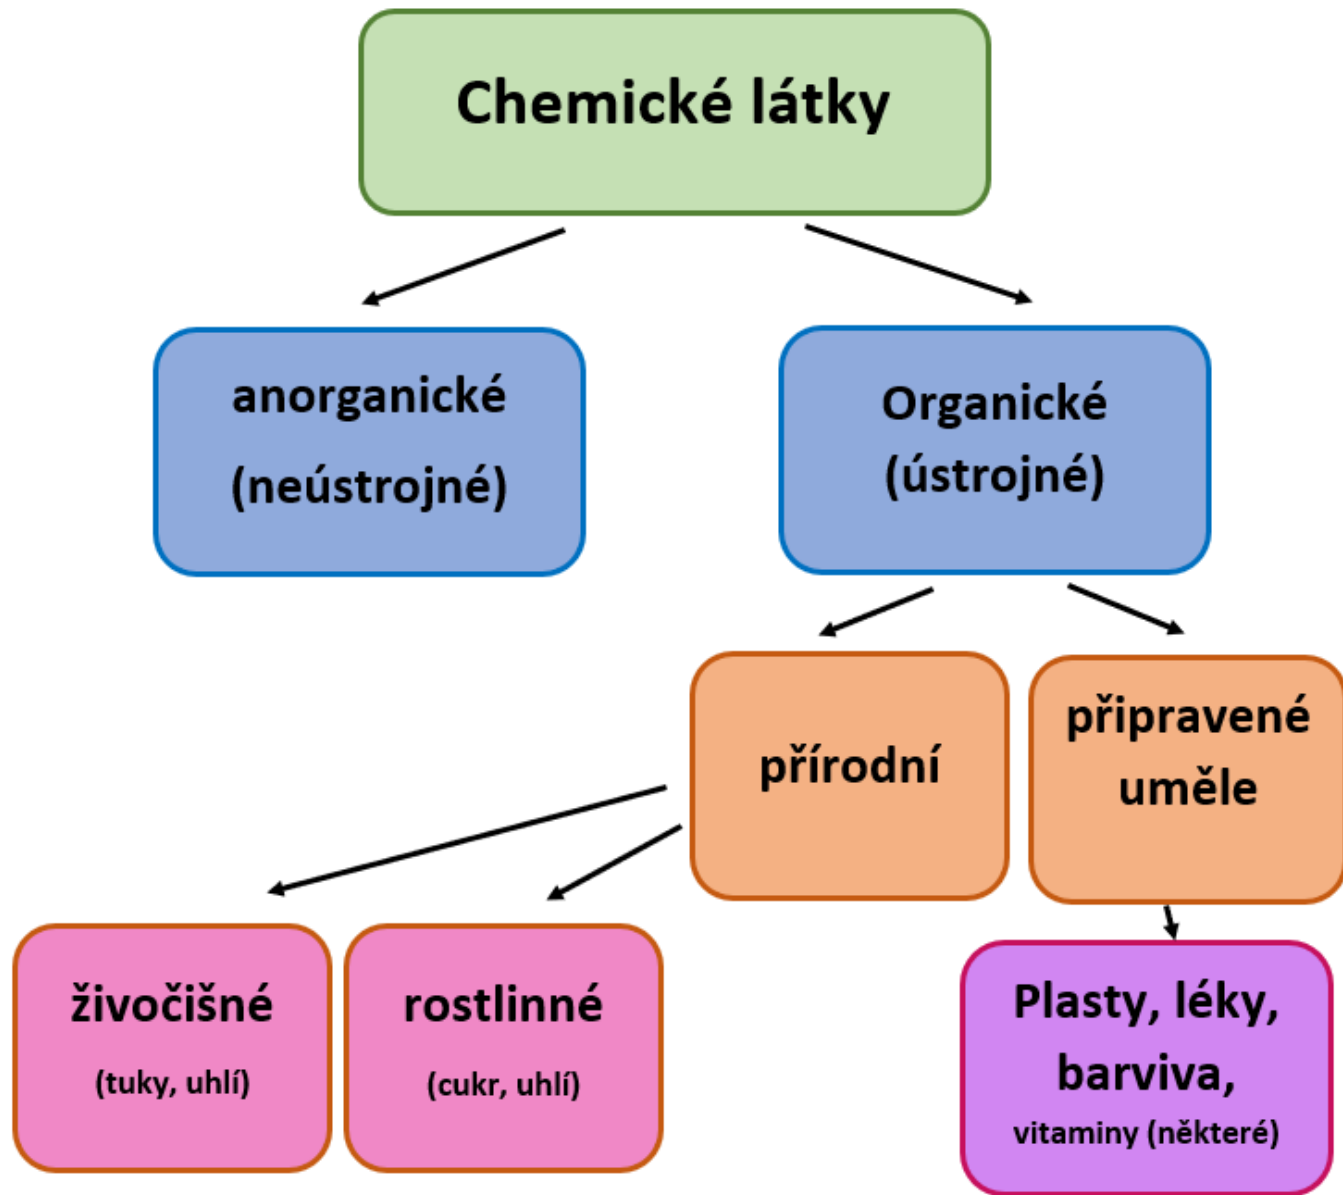 Chemické látky
anorganické
(neústrojné)
Organické
(ústrojné)
přírodní
připravené
uměle
živočišné
(tuky, uhlí)
rostlinné
(cukr, uhlí)
Plasty, léky,
barviva,
vitaminy (některé)